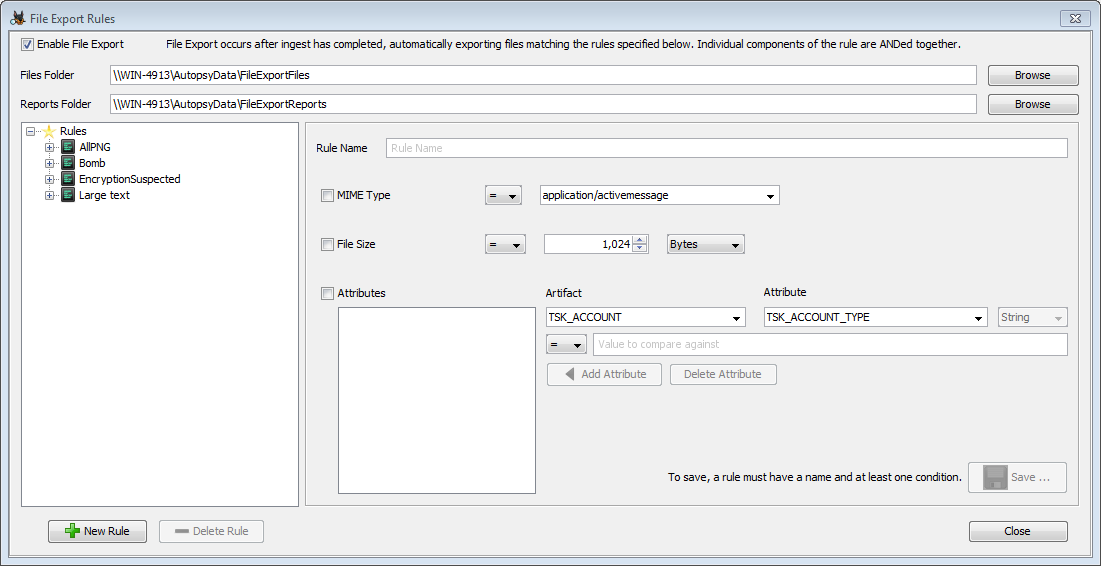 File Export Rules
Enable File Export File Export occurs after ingest has completed, automatically exporting files matching the rules specified below. Individual components of the rule are ANDed together.
Files Folder \\WIN-4913\AutopsyData\FileExportFiles Browse
Reports Folder \\WIN-4913\AutopsyData\FileExportReports Browse
Rules
AllPNG
Bomb
EncryptionSuspected
Large text
Rule Name Rule Name
MIME Type = application/activemessage
File Size = 1,024 Bytes
Attributes Artifact Attribute
TSK_ACCOUNT TSK_ACCOUNT_TYPE String
= Value to compare against
Add Attribute Delete Attribute
To save, a rule must have a name and at least one condition. Save ...
New Rule Delete Rule Close